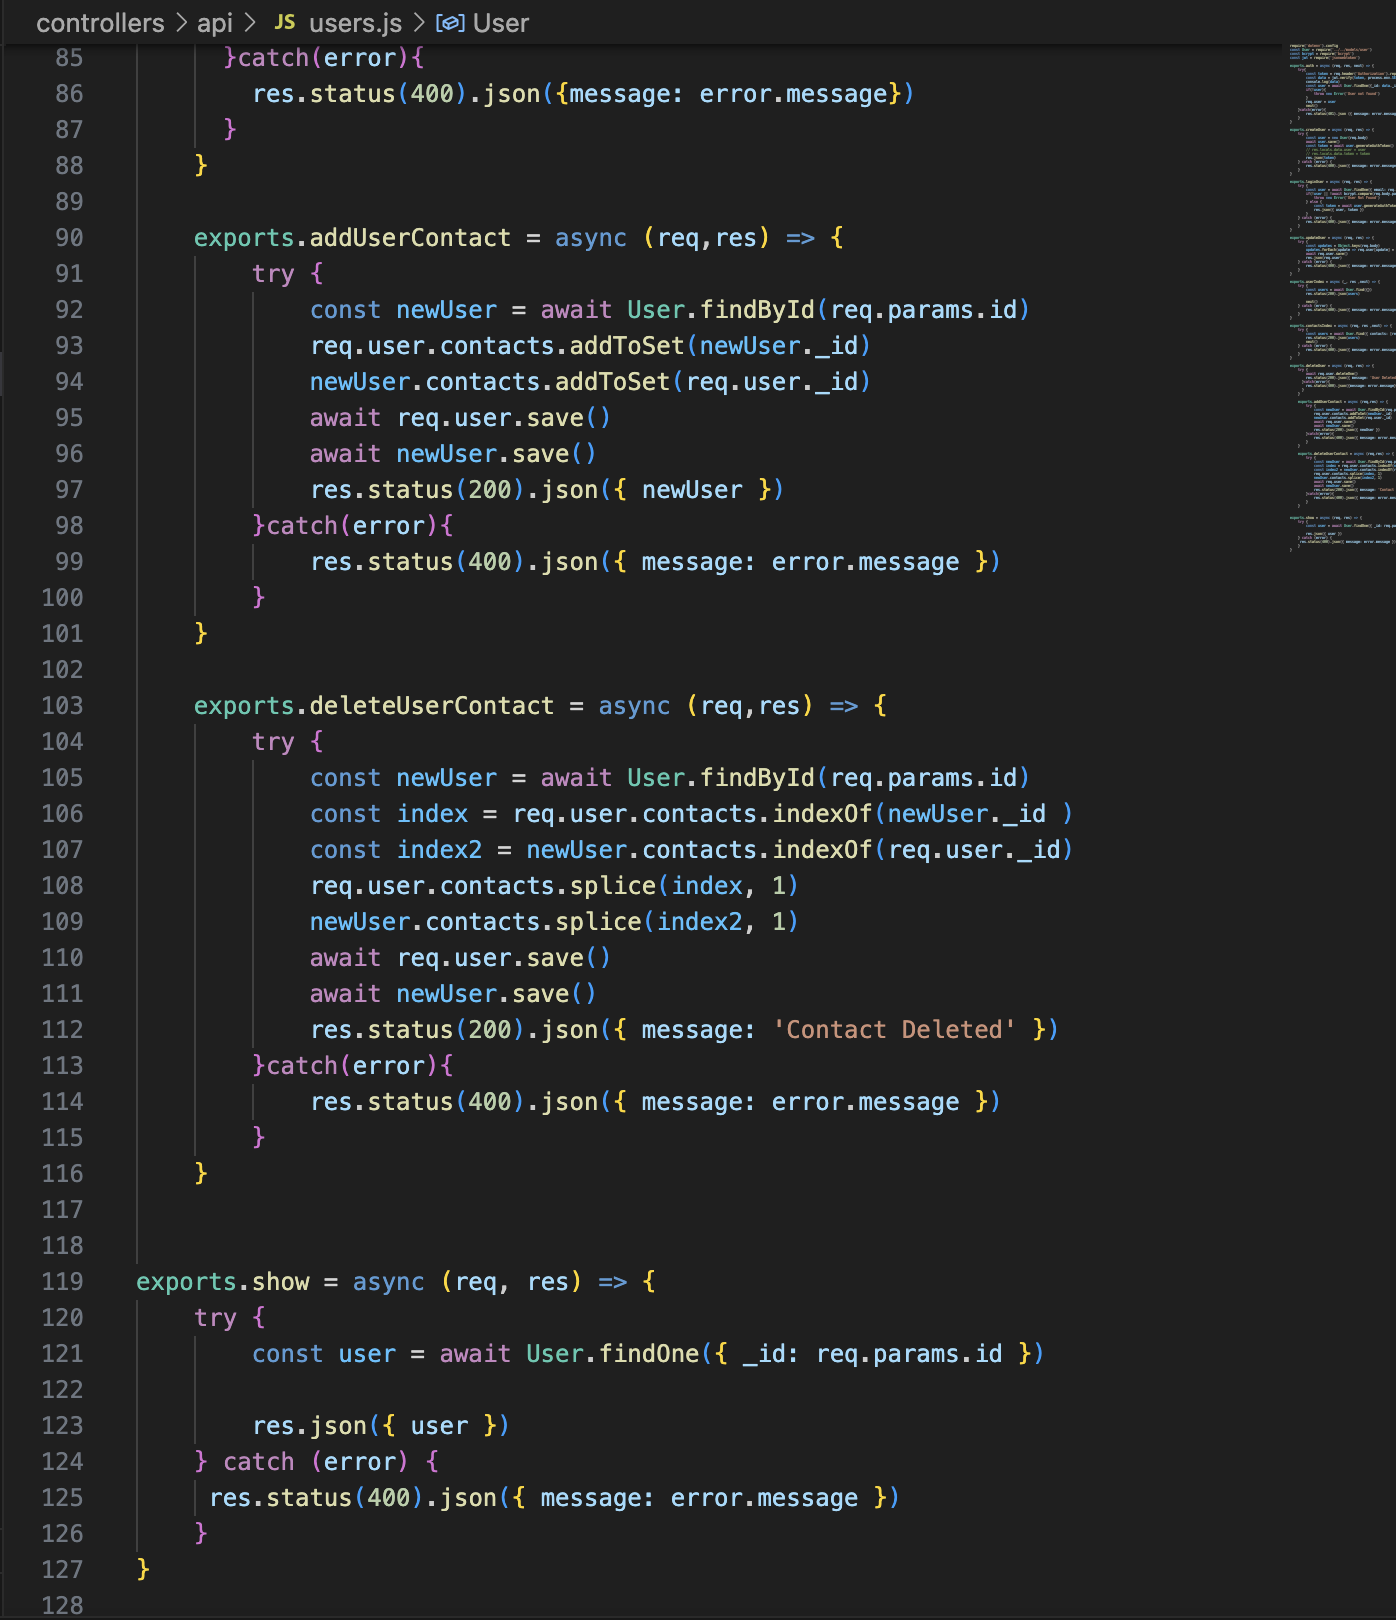 controllers > api > JS users.js > User
85 }catch(error){
86 res.status(400).json({message: error.message})
87 }
88 }
89
90 exports.addUserContact = async (req,res) => {
91 try {
92 const newUser = await User.findById(req.params.id)
93 req.user.contacts.addToSet(newUser._id)
94 newUser.contacts.addToSet(req.user._id)
95 await req.user.save()
96 await newUser.save()
97 res.status(200).json({ newUser })
98 }catch(error){
99 res.status(400).json({ message: error.message })
100 }
101 }
102
103 exports.deleteUserContact = async (req,res) => {
104 try {
105 const newUser = await User.findById(req.params.id)
106 const index = req.user.contacts.indexOf(newUser._id )
107 const index2 = newUser.contacts.indexOf(req.user._id)
108 req.user.contacts.splice(index, 1)
109 newUser.contacts.splice(index2, 1)
110 await req.user.save()
111 await newUser.save()
112 res.status(200).json({ message: 'Contact Deleted' })
113 }catch(error){
114 res.status(400).json({ message: error.message })
115 }
116 }
117
118
119 exports.show = async (req, res) => {
120 try {
121 const user = await User.findOne({ _id: req.params.id })
122
123 res.json({ user })
124 } catch (error) {
125 res.status(400).json({ message: error.message })
126 }
127 }
128